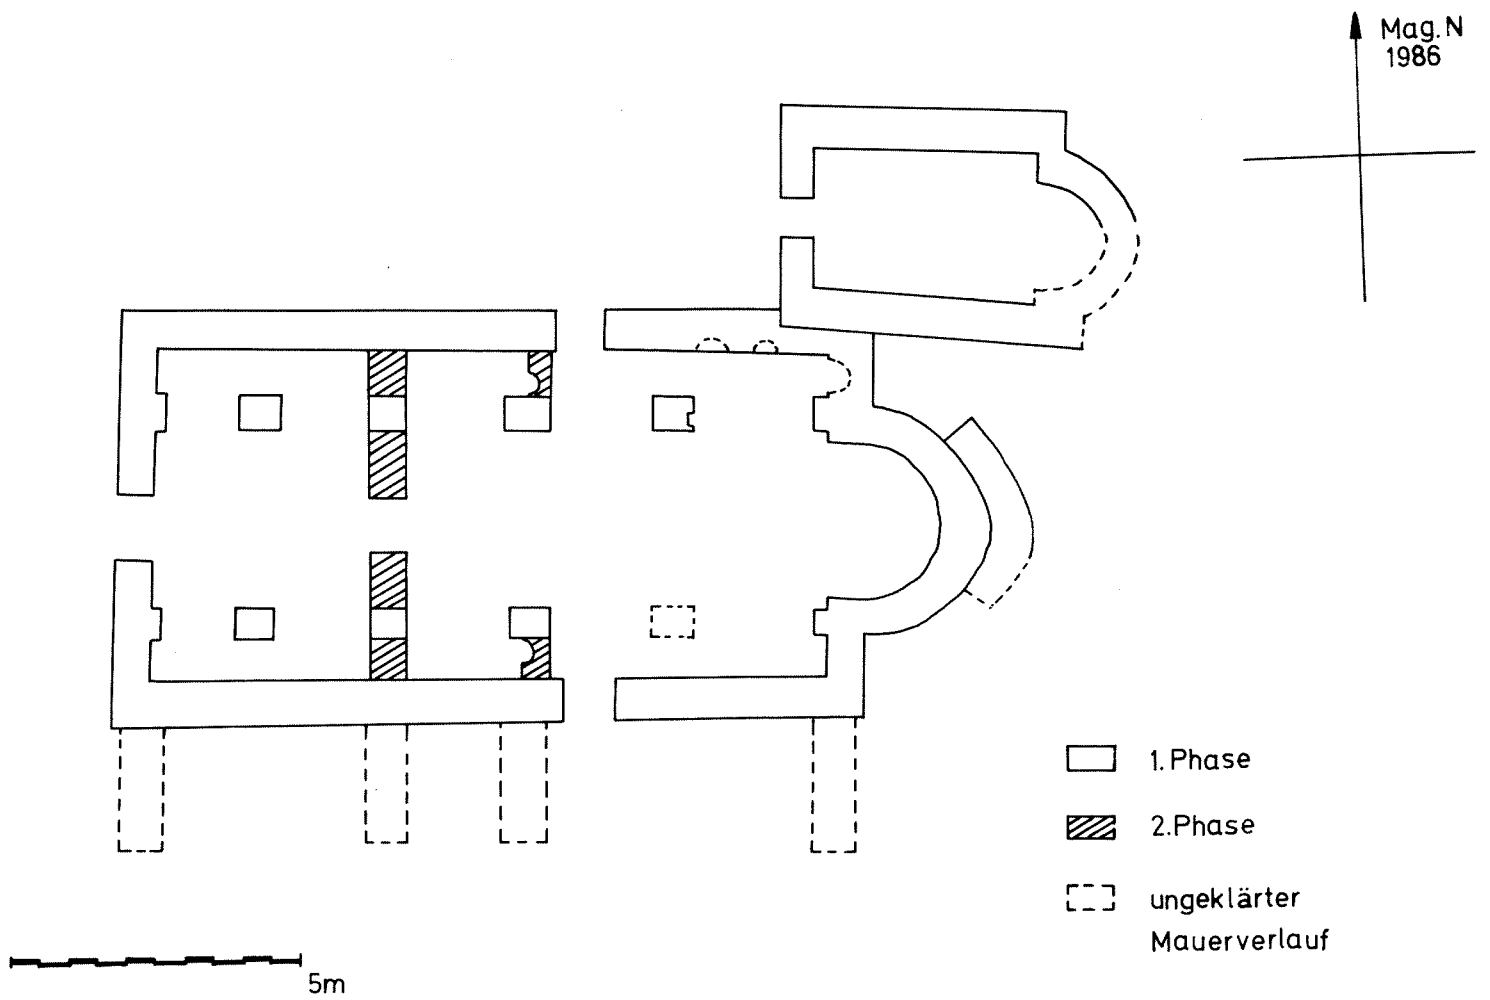 Mag. N
1986
1. Phase
2. Phase
ungeklärter
Mauerverlauf
5m